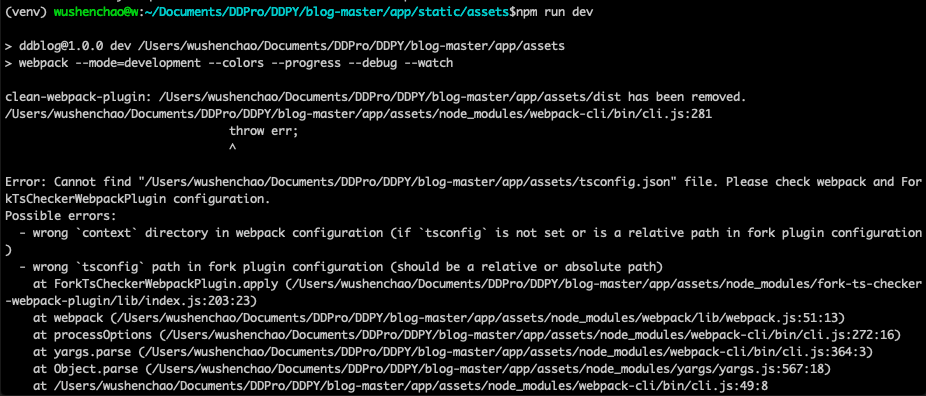 (venv) wushenchao@w:~/Documents/DDPro/DDPY/blog-master/app/static/assets$npm run dev

> ddblog@1.0.0 dev /Users/wushenchao/Documents/DDPro/DDPY/blog-master/app/assets
> webpack --mode=development --colors --progress --debug --watch

clean-webpack-plugin: /Users/wushenchao/Documents/DDPro/DDPY/blog-master/app/assets/dist has been removed.
/Users/wushenchao/Documents/DDPro/DDPY/blog-master/app/assets/node_modules/webpack-cli/bin/cli.js:281
                                throw err;
                                ^

Error: Cannot find "/Users/wushenchao/Documents/DDPro/DDPY/blog-master/app/assets/tsconfig.json" file. Please check webpack and For
kTsCheckerWebpackPlugin configuration.
Possible errors:
  - wrong `context` directory in webpack configuration (if `tsconfig` is not set or is a relative path in fork plugin configuration
)
  - wrong `tsconfig` path in fork plugin configuration (should be a relative or absolute path)
    at ForkTsCheckerWebpackPlugin.apply (/Users/wushenchao/Documents/DDPro/DDPY/blog-master/app/assets/node_modules/fork-ts-checker
-webpack-plugin/lib/index.js:203:23)
    at webpack (/Users/wushenchao/Documents/DDPro/DDPY/blog-master/app/assets/node_modules/webpack/lib/webpack.js:51:13)
    at processOptions (/Users/wushenchao/Documents/DDPro/DDPY/blog-master/app/assets/node_modules/webpack-cli/bin/cli.js:272:16)
    at yargs.parse (/Users/wushenchao/Documents/DDPro/DDPY/blog-master/app/assets/node_modules/webpack-cli/bin/cli.js:364:3)
    at Object.parse (/Users/wushenchao/Documents/DDPro/DDPY/blog-master/app/assets/node_modules/yargs/yargs.js:567:18)
    at /Users/wushenchao/Documents/DDPro/DDPY/blog-master/app/assets/node_modules/webpack-cli/bin/cli.js:49:8